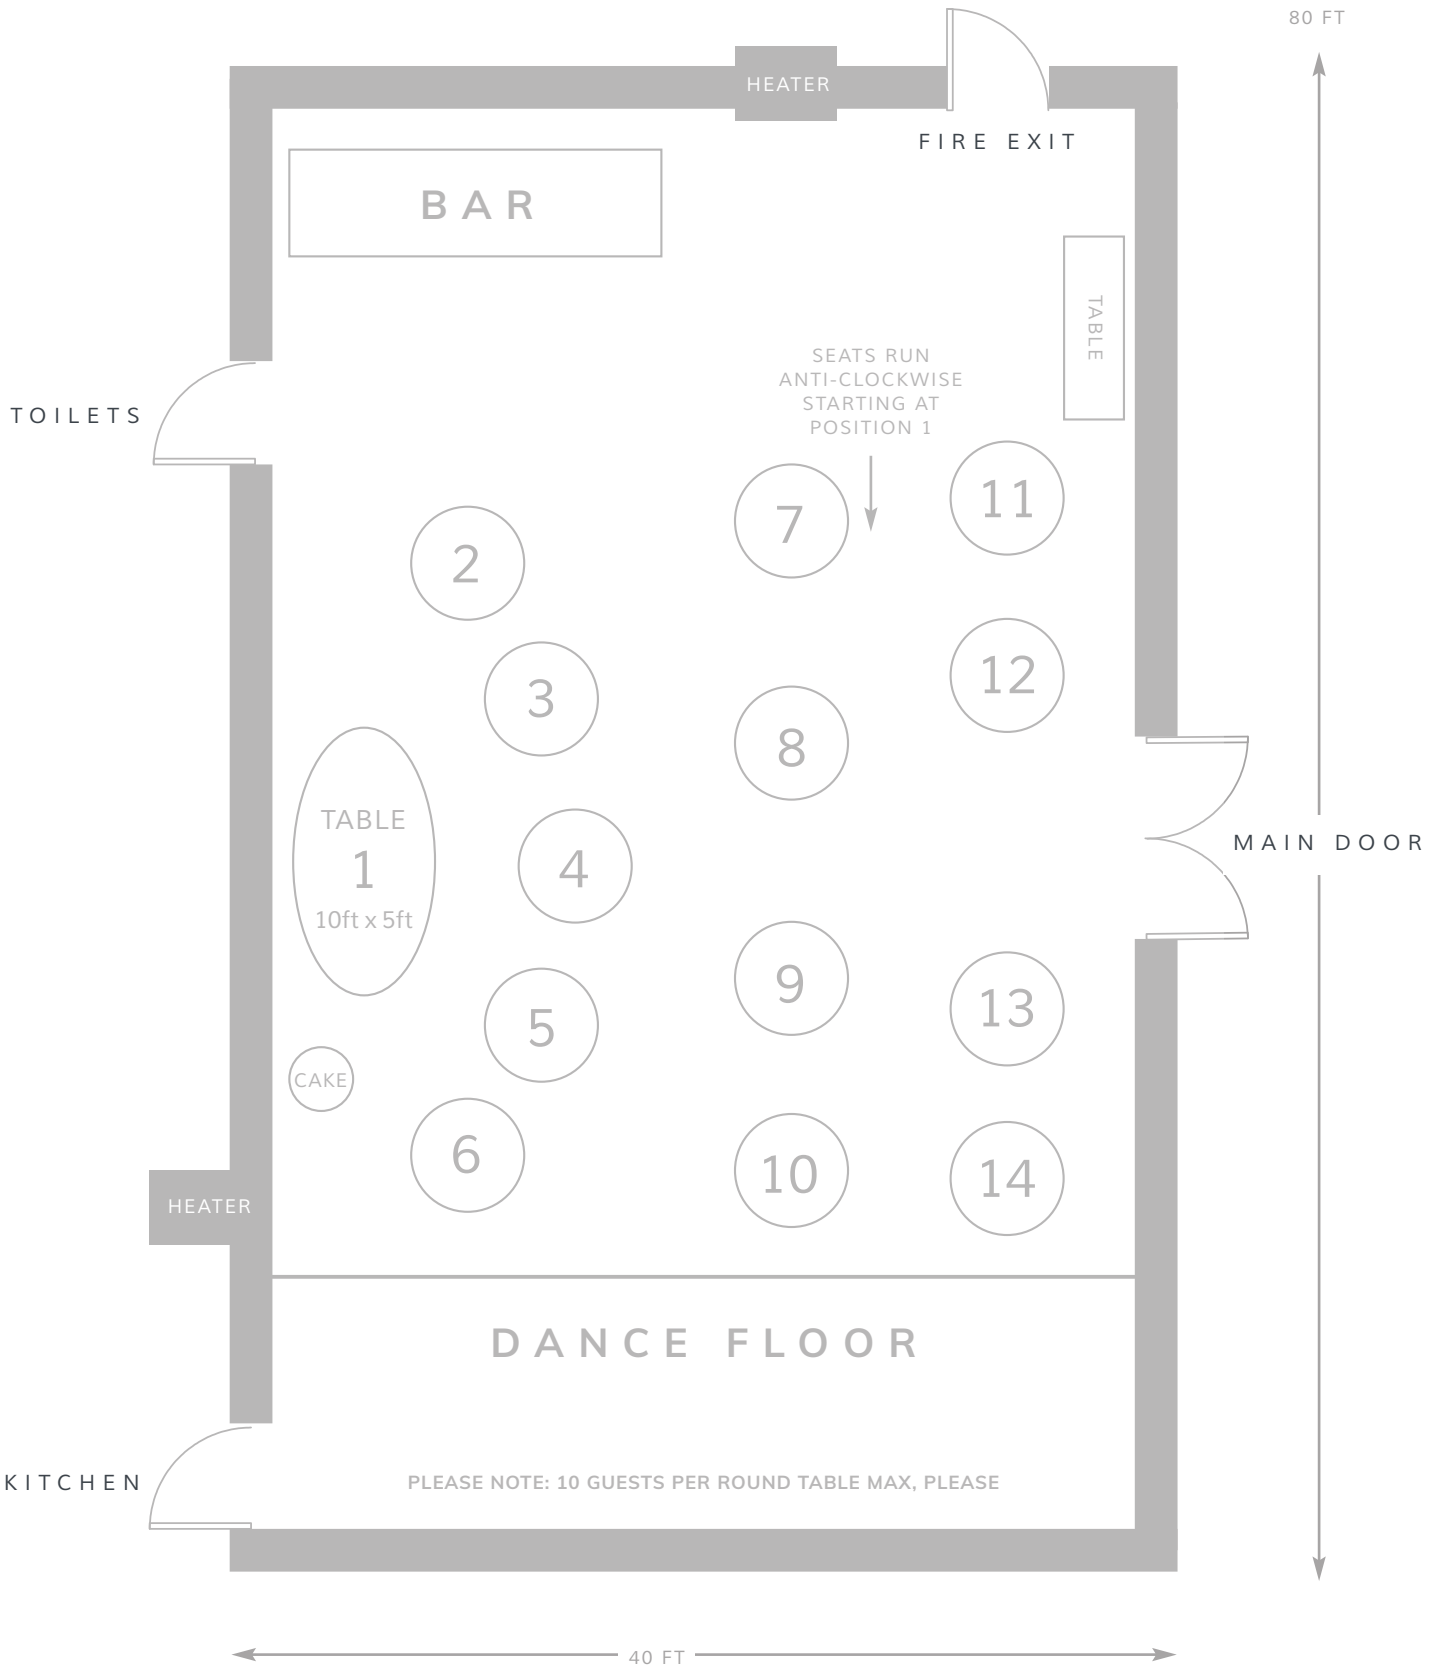 80 FT
HEATER
FIRE EXIT
BAR
TABLE
SEATS RUN
ANTI-CLOCKWISE
STARTING AT
POSITION 1
TOILETS
11
7
2
12
3
8
TABLE
1
10ft x 5ft
4
MAIN DOOR
9
13
5
CAKE
6
10
14
HEATER
DANCE FLOOR
KITCHEN
PLEASE NOTE: 10 GUESTS PER ROUND TABLE MAX, PLEASE
40 FT